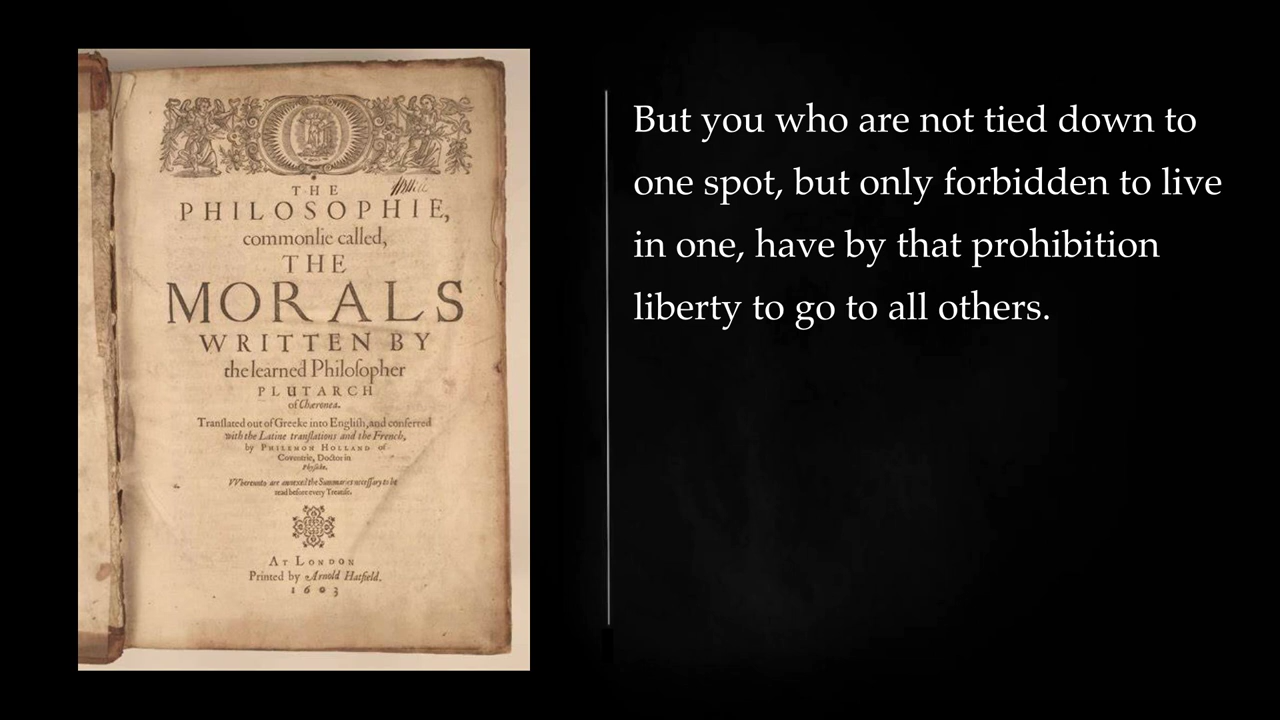 THE
PHILOSOPHIE,
commonlie called,
THE
MORALS
WRITTEN BY
the learned Philoſopher
PLUTARCH
of Chæronea.
Tranſlated out of Greeke into Engliſh, and conferred
with the Latine tranſlations and the French,
by PHILEMON HOLLAND of
Coventrie, Doctor in
Phyſicke.
VVhereunto are annexed the Summaries neceſſary to be
read before every Treatiſe.
AT LONDON
Printed by Arnold Hatfield.
1603
But you who are not tied down to
one spot, but only forbidden to live
in one, have by that prohibition
liberty to go to all others.